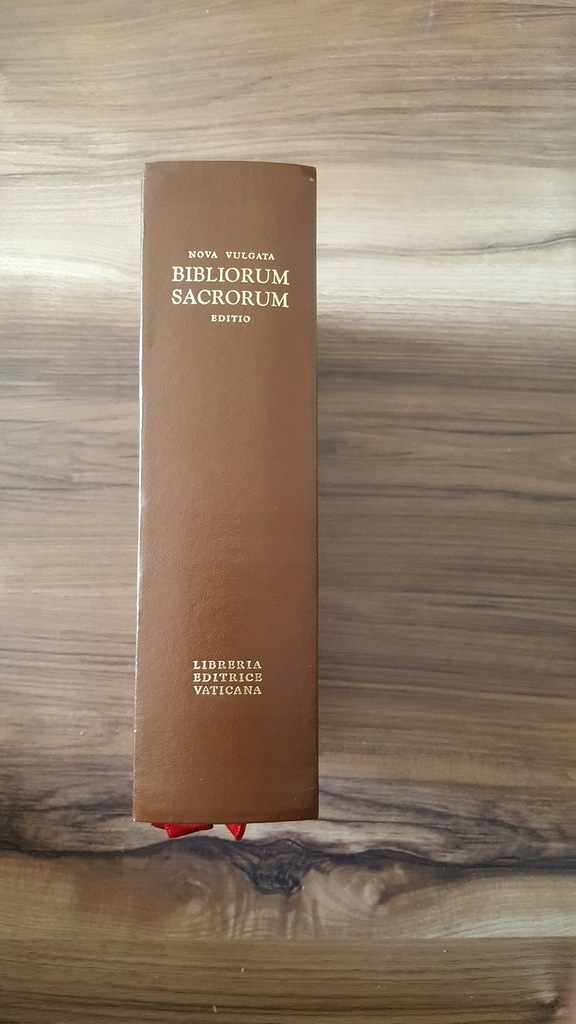 NOVA VULGATA
BIBLIORUM
SACRORUM
EDITIO
LIBRERIA
EDITRICE
VATICANA